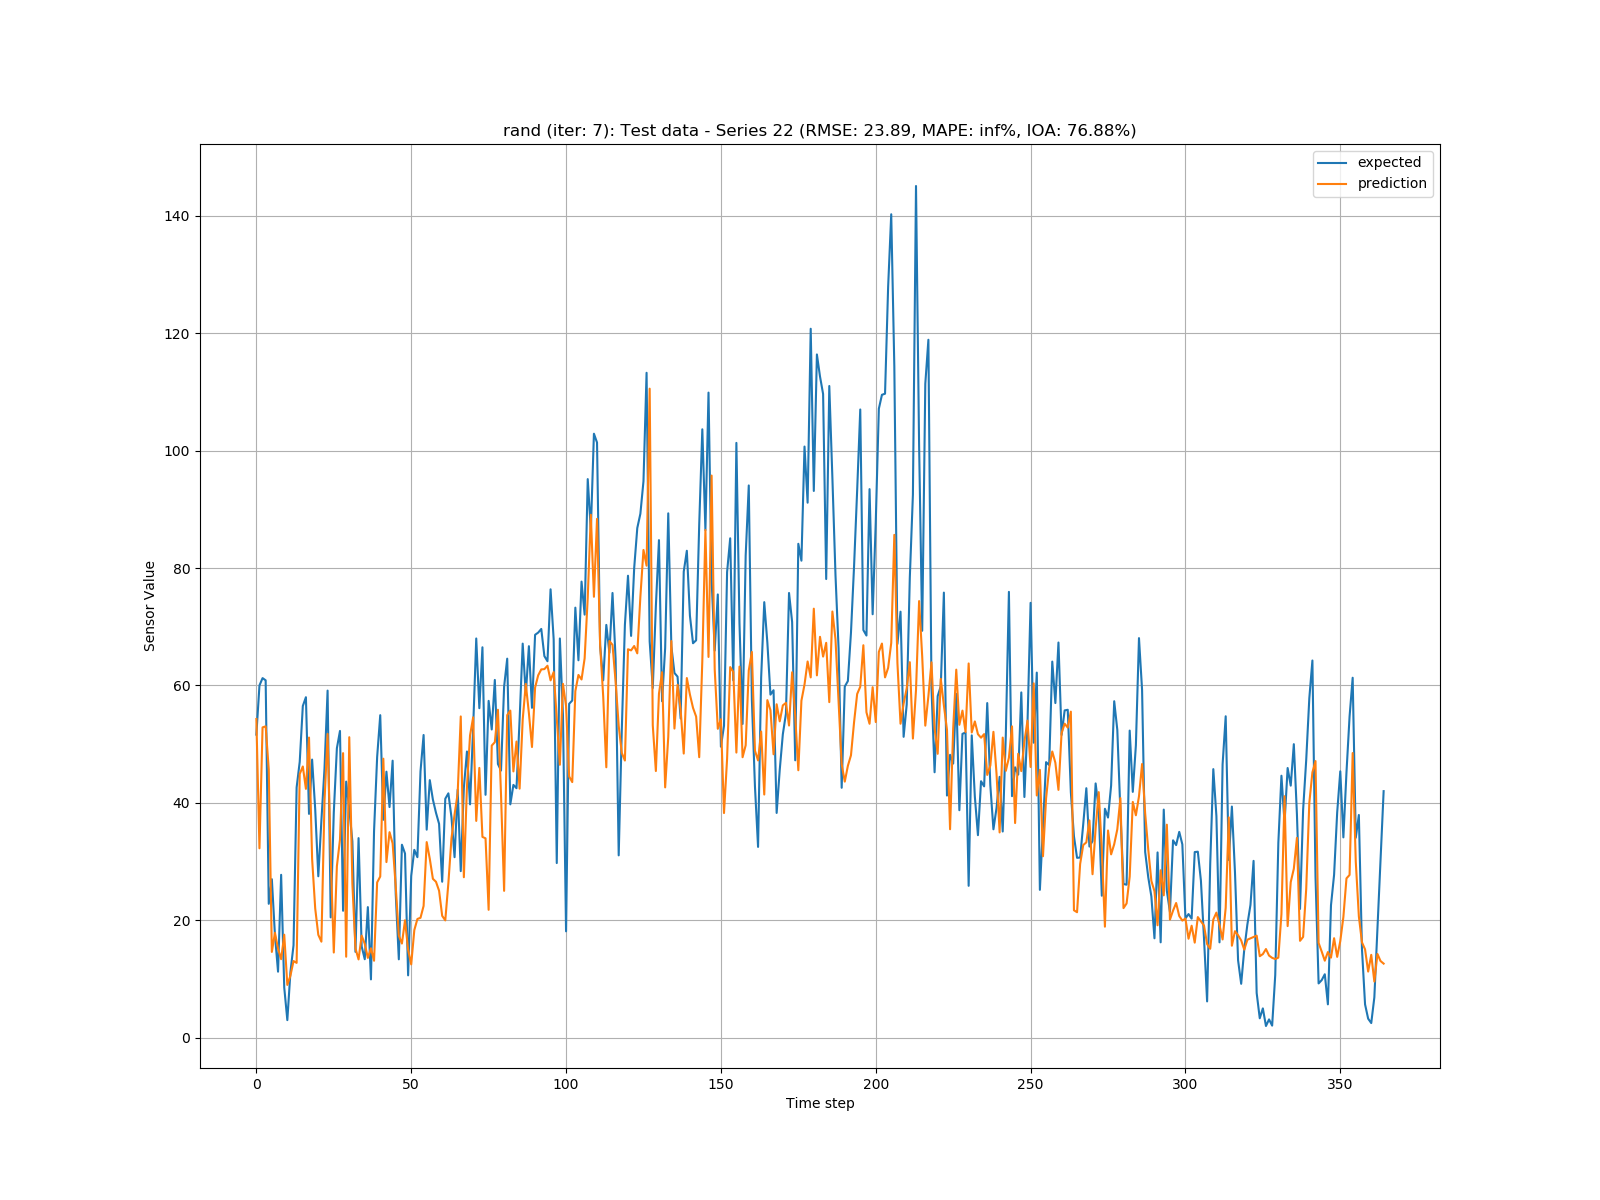 rand (iter: 7): Test data - Series 22 (RMSE: 23.89, MAPE: inf%, IOA: 76.88%)
expected
prediction
140
120
100
80
60
40
20
0
Sensor Value
0 50 100 150 200 250 300 350
Time step